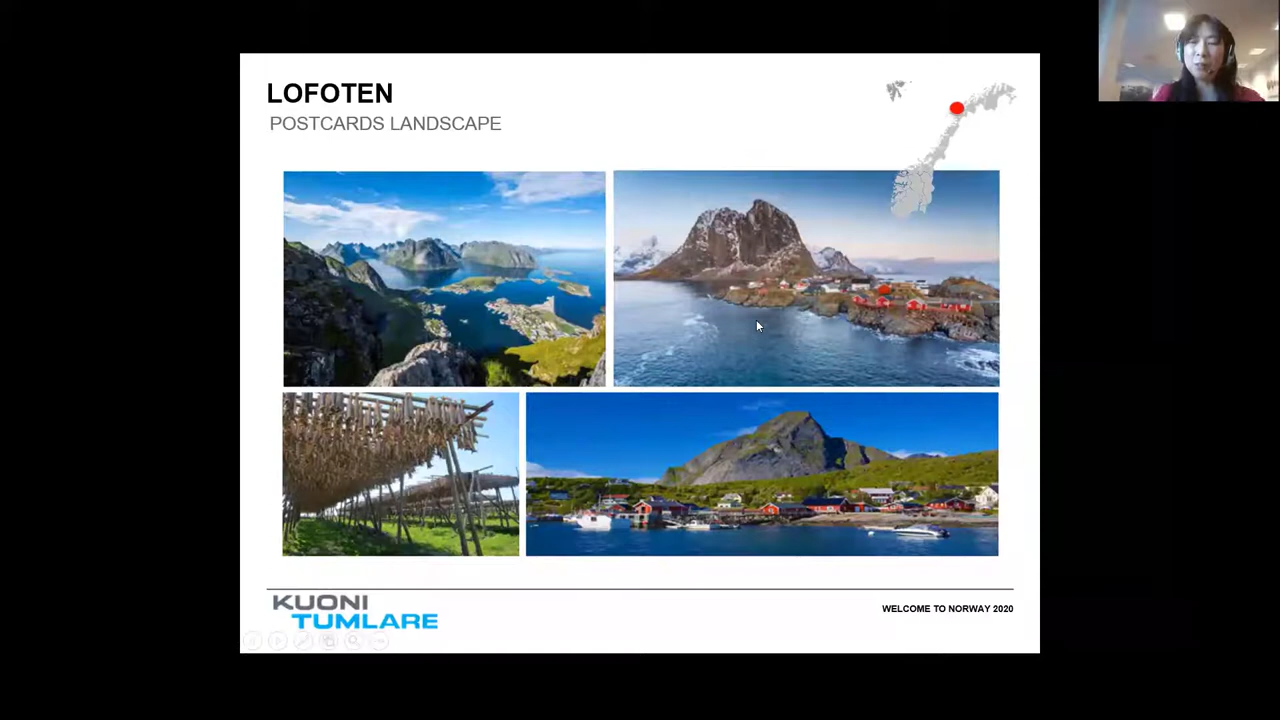 LOFOTEN
POSTCARDS LANDSCAPE
KUONI
TUMLARE
WELCOME TO NORWAY 2020